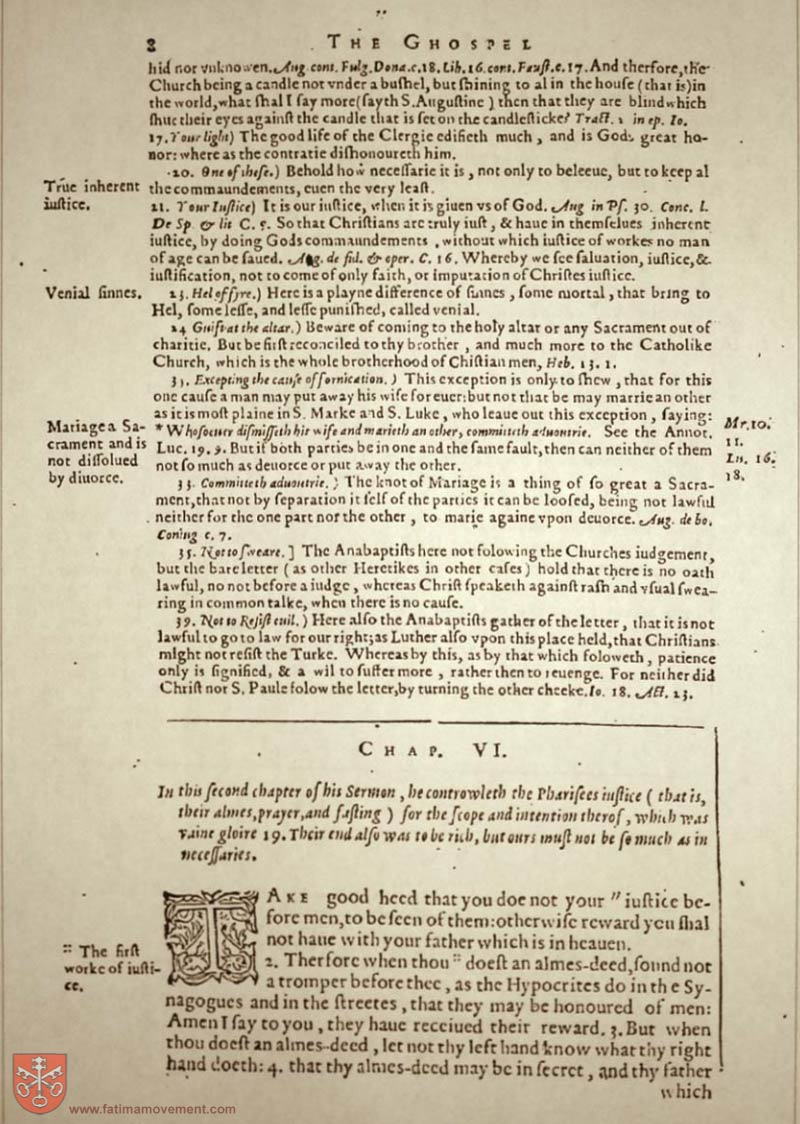 8 THE GHOSPEL
hid nor vnknowen. Aug cont. Fulg. Dona. c. 18. Lib. 16. cont. Faust. c. 17. And therfore, the
Church being a candle not vnder a bushel, but shining to al in the house (that is) in
the world, what shal I say more (sayth S. Augustine) then that they are blind which
shut their eyes against the candle that is set on the candlesticke? Tract. 1 in ep. Io.
17. Your light) The good life of the Clergie edifieth much, and is Gods great ho-
nor: where as the contrarie dishonoureth him.
20. One of these.) Behold how necessarie it is, not only to beleeue, but to keep al
True inherent
iustice.
the commaundements, euen the very least.
21. Your Iustice) It is our iustice, when it is giuen vs of God. Aug in Ps. 30. Conc. 1.
De Sp & lit C. 9. So that Christians are truly iust, & haue in themselues inherent
iustice, by doing Gods commaundements, without which iustice of workes no man
of age can be saued. Aug. de fid. & oper. C. 16. Whereby we see saluation, iustice, &
iustification, not to come of only faith, or imputation of Christes iustice.
Venial sinnes.
23. Hel of fyre.) Here is a playne difference of sinnes, some mortal, that bring to
Hel, some lesse, and lesse punished, called venial.
24 Guift at the altar.) Beware of coming to the holy altar or any Sacrament out of
charitie. But be first reconciled to thy brother, and much more to the Catholike
Church, which is the whole brotherhood of Chistian men, Heb. 13. 1.
32. Excepting the cause of fornication.) This exception is only to shew, that for this
one cause a man may put away his wife for euer: but not that be may marrie an other
as it is most plaine in S. Marke and S. Luke, who leaue out this exception, saying:
Mariage a Sa-
crament and is
not dissolued
by diuorce.
* Whosoeuer dismisseth his wife and marieth an other, committeth aduoutrie. See the Annot.
Mr. 10.
11.
Lu. 16.
18.
Luc. 19. 9. But if both parties be in one and the same fault, then can neither of them
not so much as deuorce or put away the other.
33. Committeth aduoutrie.) The knot of Mariage is a thing of so great a Sacra-
ment, that not by separation it self of the parties it can be loosed, being not lawful
neither for the one part nor the other, to marie againe vpon deuorce. Aug. de bo.
Coniug c. 7.
35. Not to sweare.] The Anabaptists here not folowing the Churches iudgement,
but the bare letter (as other Heretikes in other cases) hold that there is no oath
lawful, no not before a iudge, whereas Christ speaketh against rash and vsual swea-
ring in common talke, when there is no cause.
39. Not to Resist euil.) Here also the Anabaptists gather of the letter, that it is not
lawful to go to law for our right; as Luther also vpon this place held, that Christians
might not resist the Turke. Whereas by this, as by that which foloweth, patience
only is signified, & a wil to suffer more, rather then to reuenge. For neither did
Christ nor S. Paule folow the letter, by turning the other cheeke. Io. 18. Act. 23.
CHAP. VI.
In this second chapter of his Sermon, he controwleth the Pharisees iustice (that is,
their almes, prayer, and fasting) for the scope and intention therof, which was
vaine gloire 19. Their end also was to be rich, but ours must not be so much as in
necessaries.
TAKE good heed that you doe not your " iustice be-
fore men, to be seen of them: otherwise reward you shal
not haue with your father which is in heauen.
:: The first
worke of iusti-
ce.
2. Therfore when thou :: doest an almes-deed, sound not
a tromper before thee, as the Hypocrites do in the Sy-
nagogues and in the streetes, that they may be honoured of men:
Amen I say to you, they haue receiued their reward. 3. But when
thou doest an almes-deed, let not thy left hand know what thy right
hand doeth: 4. that thy almes-deed may be in secret, and thy father
which
www.fatimamovement.com